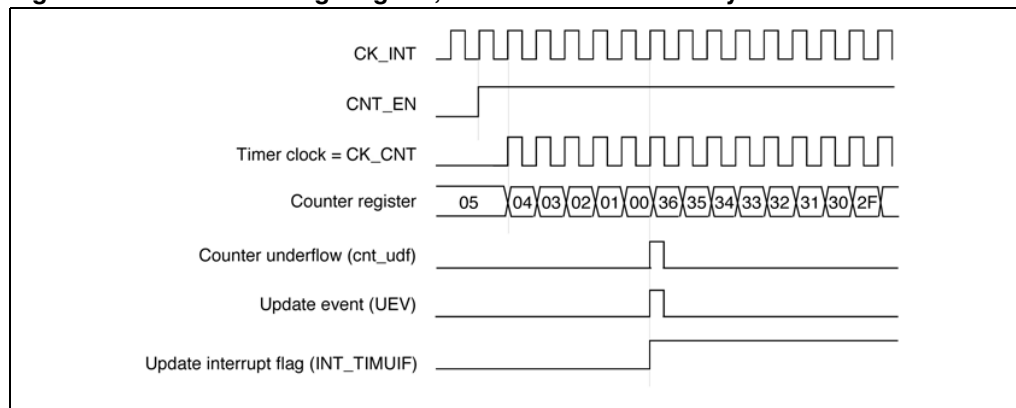 CK_INT
CNT_EN
Timer clock = CK_CNT
Counter register 05 04 03 02 01 00 36 35 34 33 32 31 30 2F
Counter underflow (cnt_udf)
Update event (UEV)
Update interrupt flag (INT_TIMUIF)